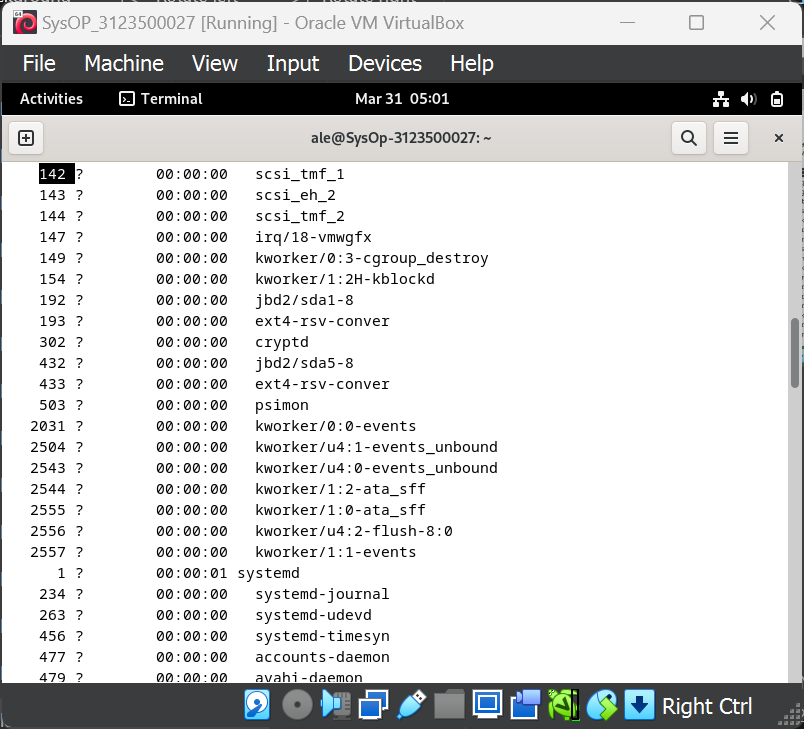 SysOP_3123500027 [Running] - Oracle VM VirtualBox
File Machine View Input Devices Help
Activities Terminal Mar 31 05:01
ale@SysOp-3123500027: ~
142 ? 00:00:00 scsi_tmf_1
143 ? 00:00:00 scsi_eh_2
144 ? 00:00:00 scsi_tmf_2
147 ? 00:00:00 irq/18-vmwgfx
149 ? 00:00:00 kworker/0:3-cgroup_destroy
154 ? 00:00:00 kworker/1:2H-kblockd
192 ? 00:00:00 jbd2/sda1-8
193 ? 00:00:00 ext4-rsv-conver
302 ? 00:00:00 cryptd
432 ? 00:00:00 jbd2/sda5-8
433 ? 00:00:00 ext4-rsv-conver
503 ? 00:00:00 psimon
2031 ? 00:00:00 kworker/0:0-events
2504 ? 00:00:00 kworker/u4:1-events_unbound
2543 ? 00:00:00 kworker/u4:0-events_unbound
2544 ? 00:00:00 kworker/1:2-ata_sff
2555 ? 00:00:00 kworker/1:0-ata_sff
2556 ? 00:00:00 kworker/u4:2-flush-8:0
2557 ? 00:00:00 kworker/1:1-events
1 ? 00:00:01 systemd
234 ? 00:00:00 systemd-journal
263 ? 00:00:00 systemd-udevd
456 ? 00:00:00 systemd-timesyn
477 ? 00:00:00 accounts-daemon
479 ? 00:00:00 avahi-daemon
Right Ctrl